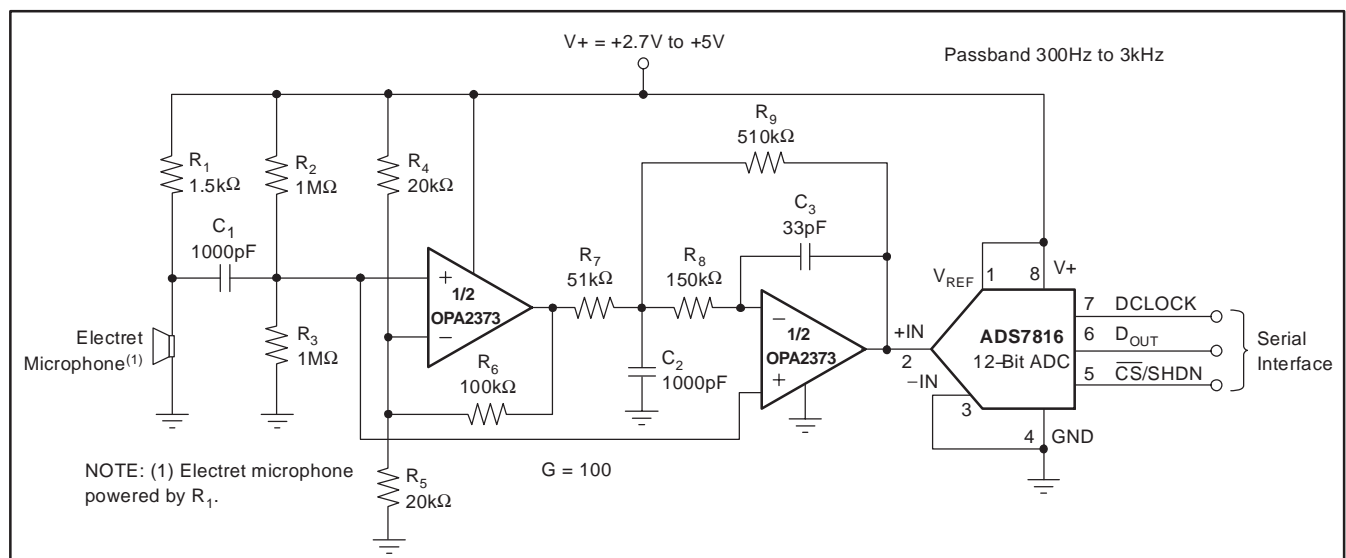 V+ = +2.7V to +5V
Passband 300Hz to 3kHz
R9
510kΩ
R1
1.5kΩ
R2
1MΩ
R4
20kΩ
C3
33pF
C1
1000pF
R7
51kΩ
R8
150kΩ
VREF
1
8
V+
+
1/2
OPA2373
−
−
1/2
OPA2373
+
+IN
2
−IN
3
ADS7816
12−Bit ADC
7
DCLOCK
6
DOUT
5
CS/SHDN
Serial
Interface
Electret
Microphone(1)
R3
1MΩ
R6
100kΩ
C2
1000pF
4
GND
NOTE: (1) Electret microphone
powered by R1.
R5
20kΩ
G = 100